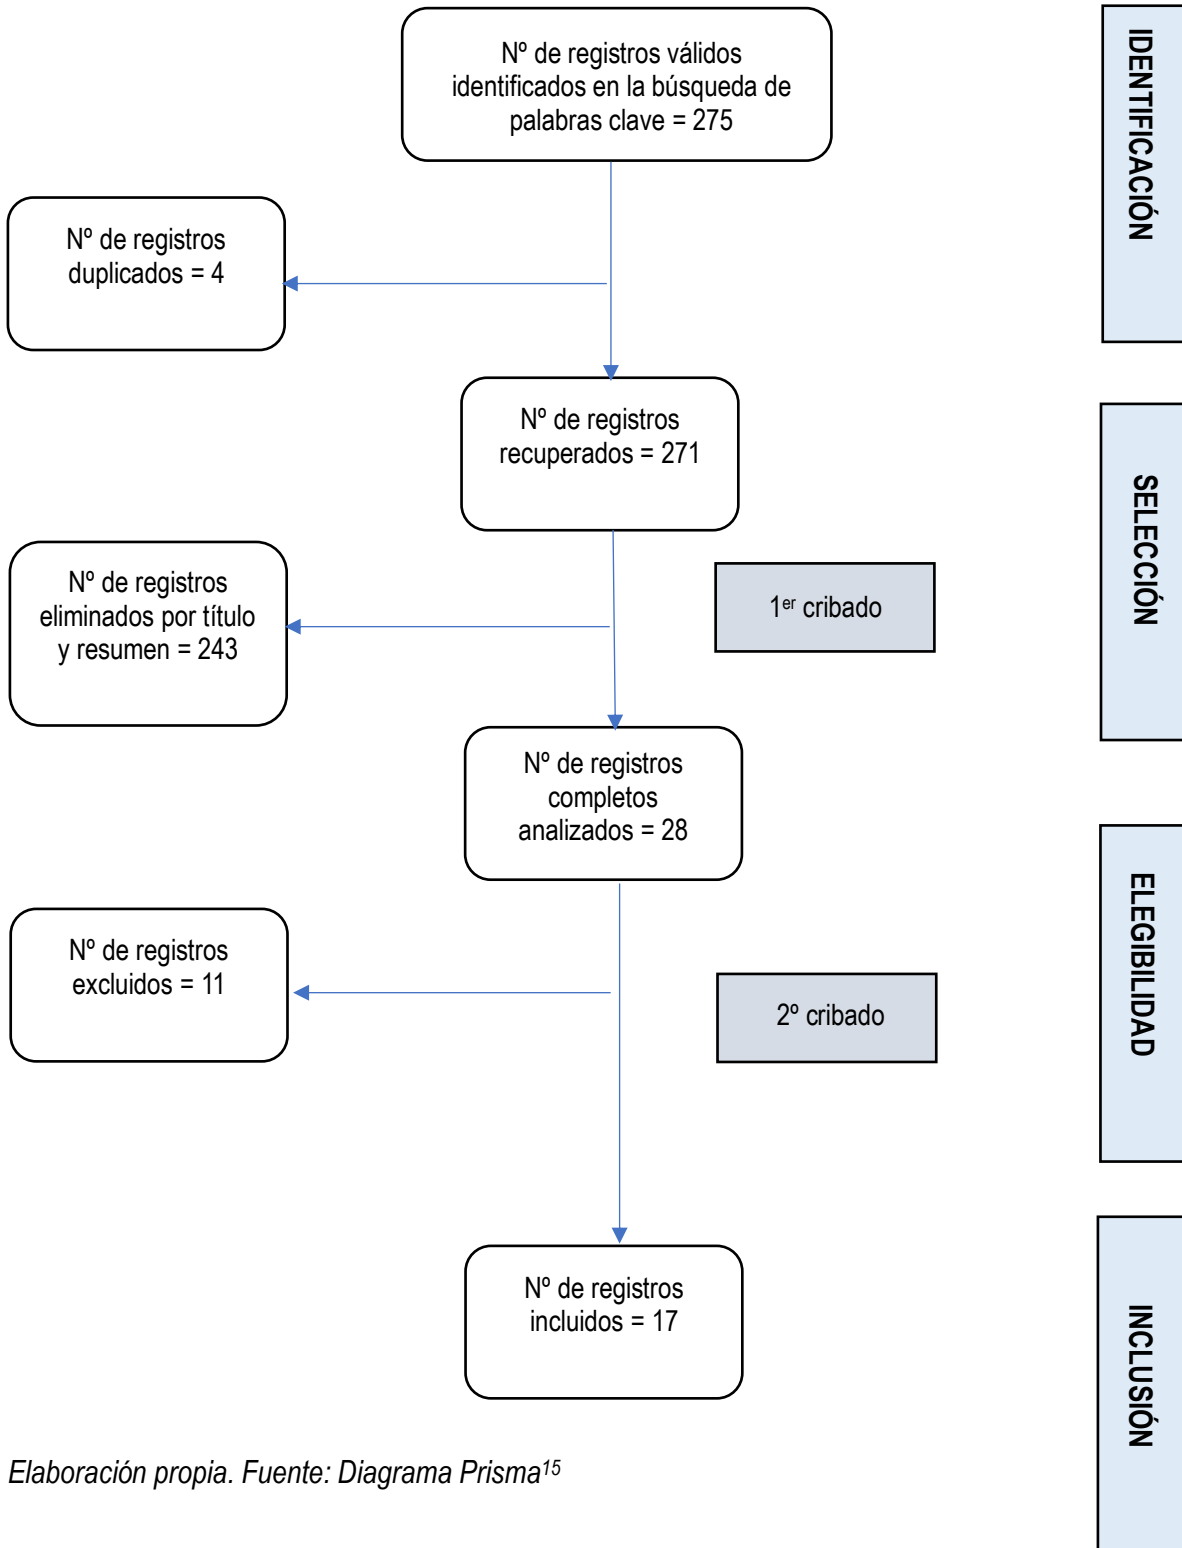 Nº de registros válidos
identificados en la búsqueda de
palabras clave = 275
IDENTIFICACIÓN
Nº de registros
duplicados = 4
Nº de registros
recuperados = 271
SELECCIÓN
Nº de registros
eliminados por título
y resumen = 243
1er cribado
Nº de registros
completos
analizados = 28
ELEGIBILIDAD
Nº de registros
excluidos = 11
2º cribado
Nº de registros
incluidos = 17
INCLUSIÓN
Elaboración propia. Fuente: Diagrama Prisma15